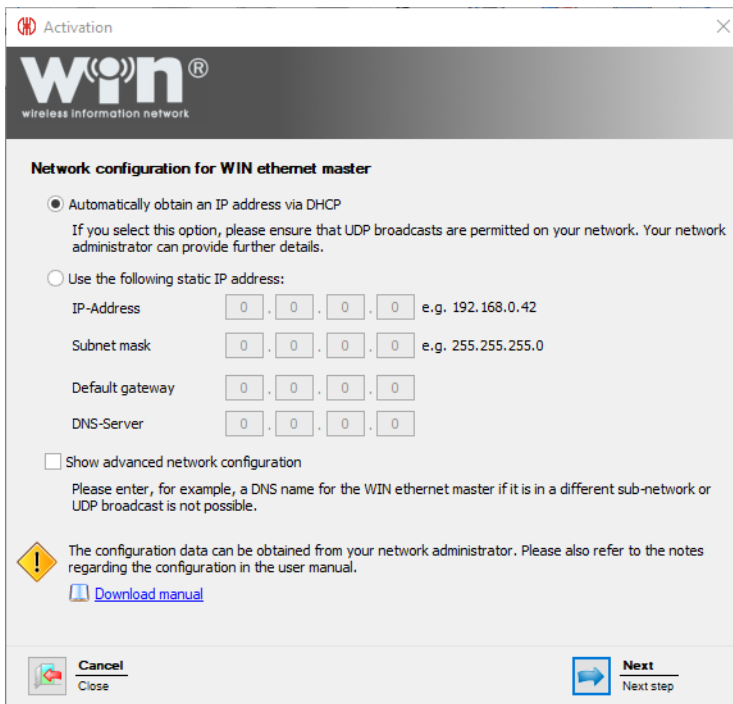 Activation
WIN®
wireless information network
Network configuration for WIN ethernet master
Automatically obtain an IP address via DHCP
If you select this option, please ensure that UDP broadcasts are permitted on your network. Your network
administrator can provide further details.
Use the following static IP address:
IP-Address 0 . 0 . 0 . 0 e.g. 192.168.0.42
Subnet mask 0 . 0 . 0 . 0 e.g. 255.255.255.0
Default gateway 0 . 0 . 0 . 0
DNS-Server 0 . 0 . 0 . 0
Show advanced network configuration
Please enter, for example, a DNS name for the WIN ethernet master if it is in a different sub-network or
UDP broadcast is not possible.
The configuration data can be obtained from your network administrator. Please also refer to the notes
regarding the configuration in the user manual.
Download manual
Cancel
Close
Next
Next step